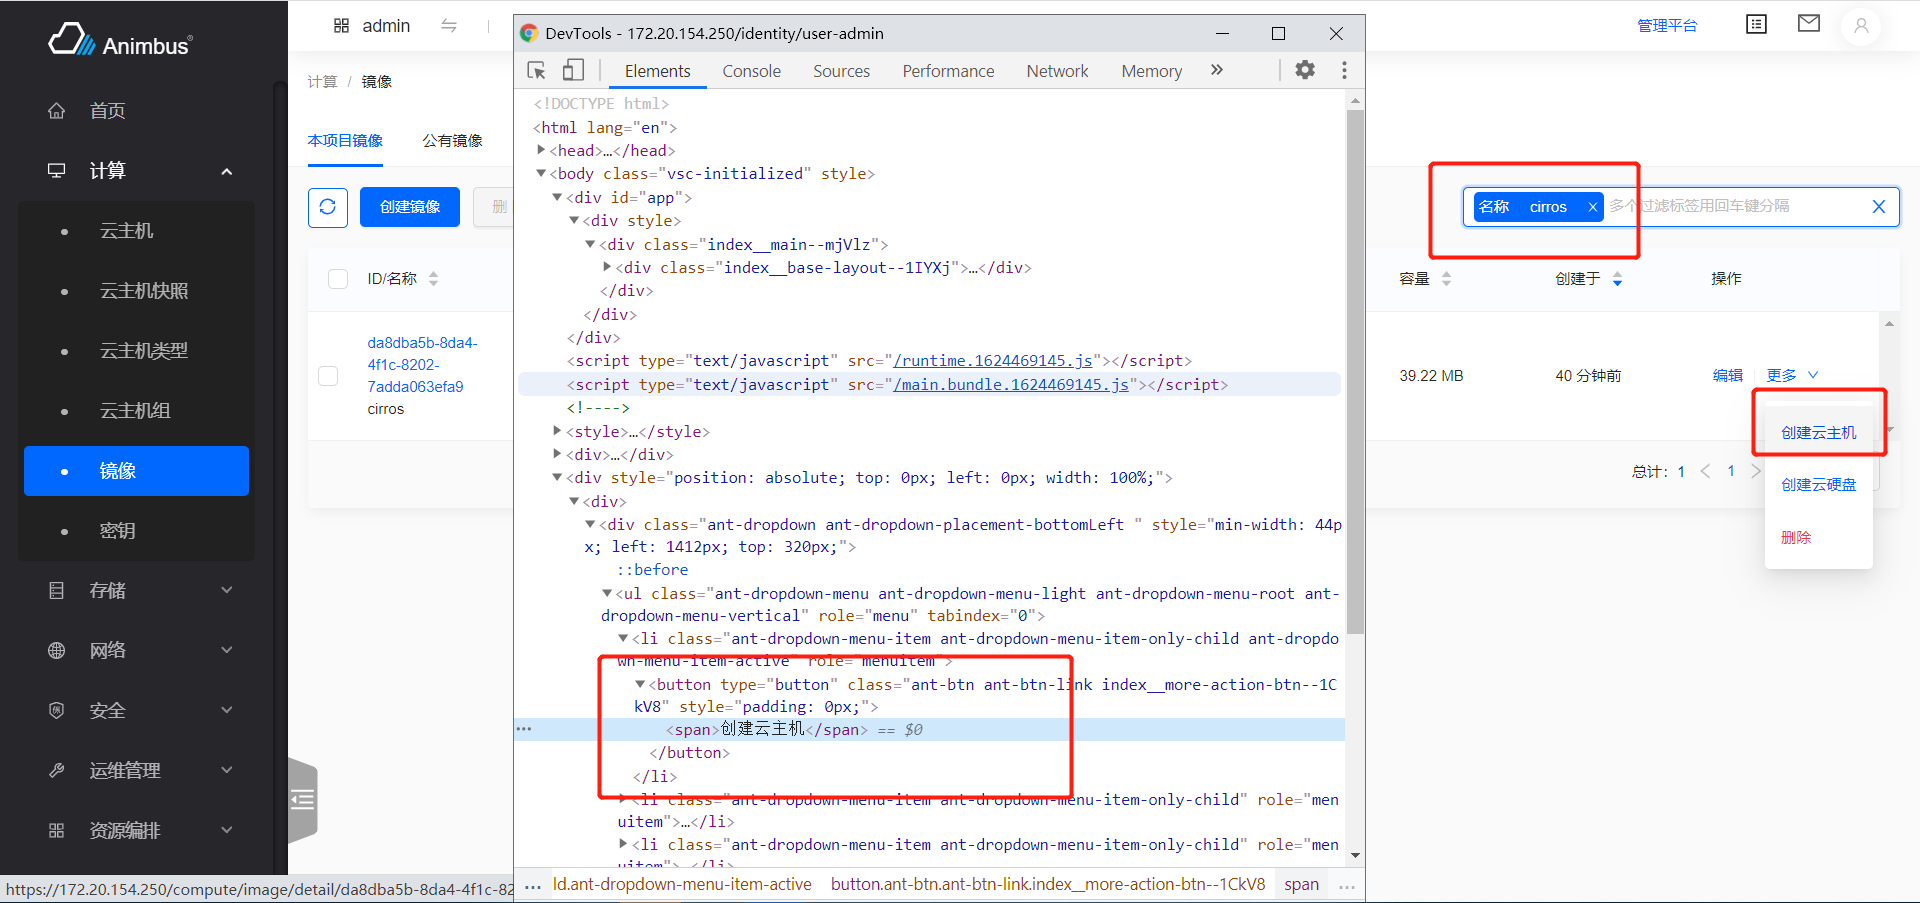 Animbus®
首页
计算
云主机
云主机快照
云主机类型
云主机组
镜像
密钥
存储
网络
安全
运维管理
资源编排
https://172.20.154.250/compute/image/detail/da8dba5b-8da4-4f1c-82
admin
计算 / 镜像
本项目镜像 公有镜像
创建镜像 删
ID/名称
da8dba5b-8da4-
4f1c-8202-
7adda063efa9
cirros
DevTools - 172.20.154.250/identity/user-admin
Elements Console Sources Performance Network Memory »
<!DOCTYPE html>
<html lang="en">
<head>…</head>
<body class="vsc-initialized" style>
<div id="app">
<div style>
<div class="index__main--mjVlz">
<div class="index__base-layout--1IYXj">…</div>
</div>
</div>
</div>
<script type="text/javascript" src="/runtime.1624469145.js"></script>
<script type="text/javascript" src="/main.bundle.1624469145.js"></script>
<!---->
<style>…</style>
<div>…</div>
<div style="position: absolute; top: 0px; left: 0px; width: 100%;">
<div>
<div class="ant-dropdown ant-dropdown-placement-bottomLeft " style="min-width: 44p
x; left: 1412px; top: 320px;">
::before
<ul class="ant-dropdown-menu ant-dropdown-menu-light ant-dropdown-menu-root ant-
dropdown-menu-vertical" role="menu" tabindex="0">
<li class="ant-dropdown-menu-item ant-dropdown-menu-item-only-child ant-dropdo
wn-menu-item-active" role="menuitem">
<button type="button" class="ant-btn ant-btn-link index__more-action-btn--1C
kV8" style="padding: 0px;">
… <span>创建云主机</span> == $0
</button>
</li>
<li class="ant-dropdown-menu-item ant-dropdown-menu-item-only-child" role="men
uitem">…</li>
<li class="ant-dropdown-menu-item ant-dropdown-menu-item-only-child" role="men
uitem">…</li>
… ld.ant-dropdown-menu-item-active button.ant-btn.ant-btn-link.index__more-action-btn--1CkV8 span …
管理平台
名称 cirros × 多个过滤标签用回车键分隔
容量 创建于 操作
39.22 MB 40 分钟前 编辑 更多
创建云主机
创建云硬盘
删除
总计: 1 < 1 >